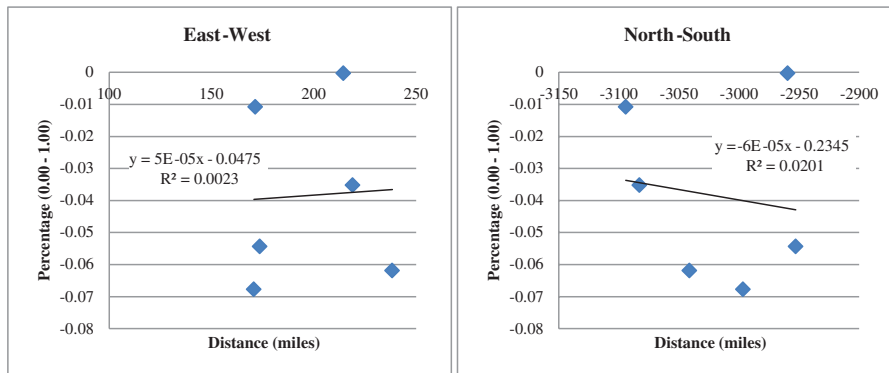 East-West
0
100
150
200
250
-0.01
-0.02
-0.03
-0.04
-0.05
-0.06
-0.07
-0.08
Percentage (0.00 - 1.00)
y = 5E-05x - 0.0475
R² = 0.0023
Distance (miles)
North-South
0
-3150
-3100
-3050
-3000
-2950
-2900
-0.01
-0.02
-0.03
-0.04
-0.05
-0.06
-0.07
-0.08
Percentage (0.00 - 1.00)
y = -6E-05x - 0.2345
R² = 0.0201
Distance (miles)